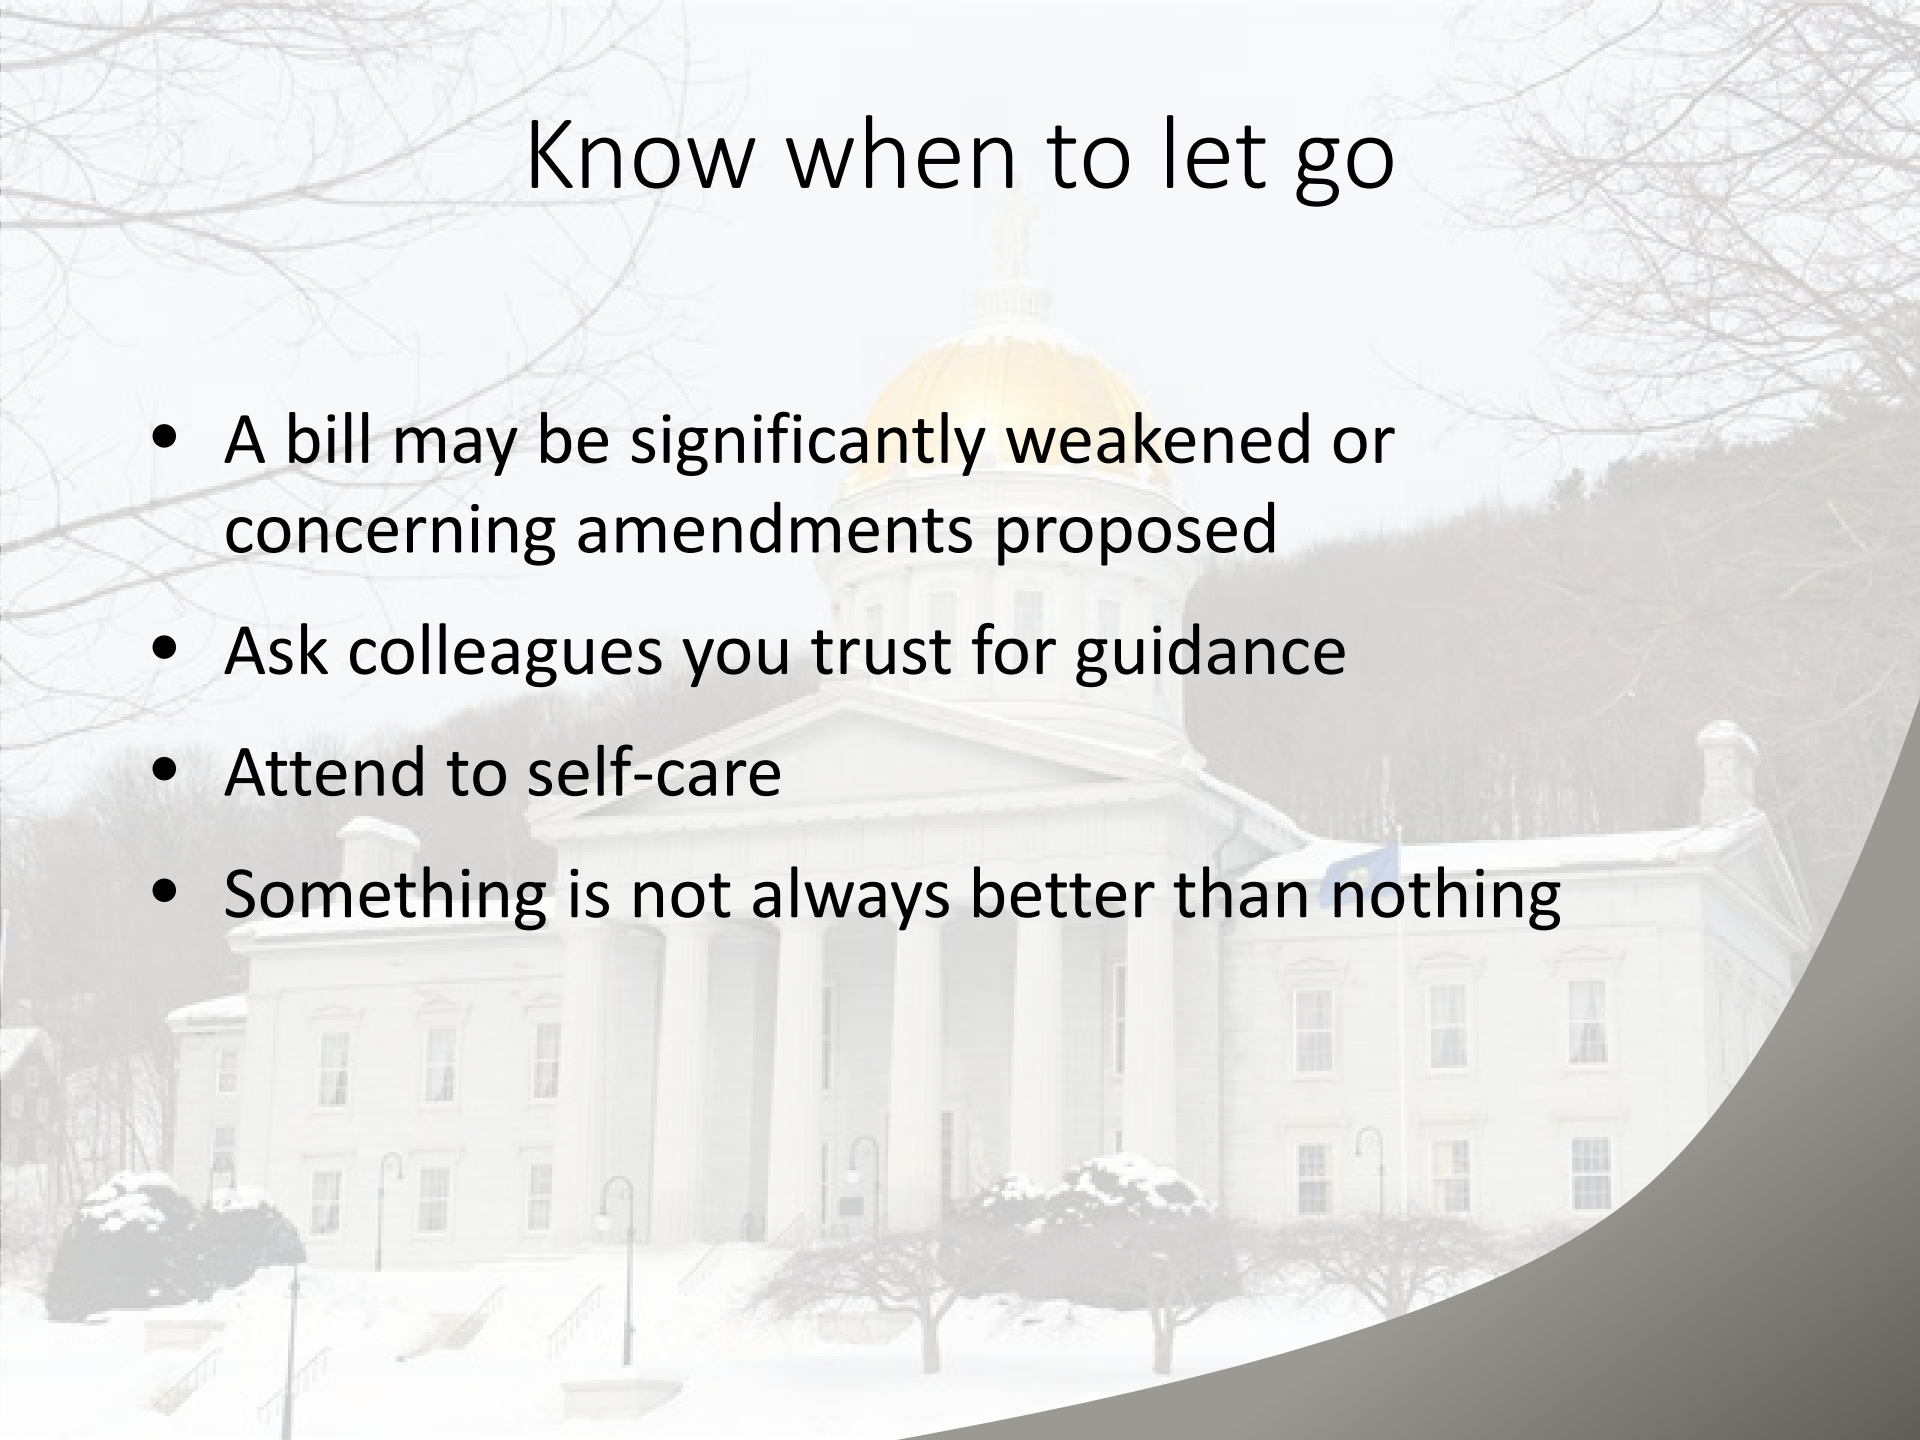 Know when to let go
• A bill may be significantly weakened or
concerning amendments proposed
• Ask colleagues you trust for guidance
• Attend to self-care
• Something is not always better than nothing